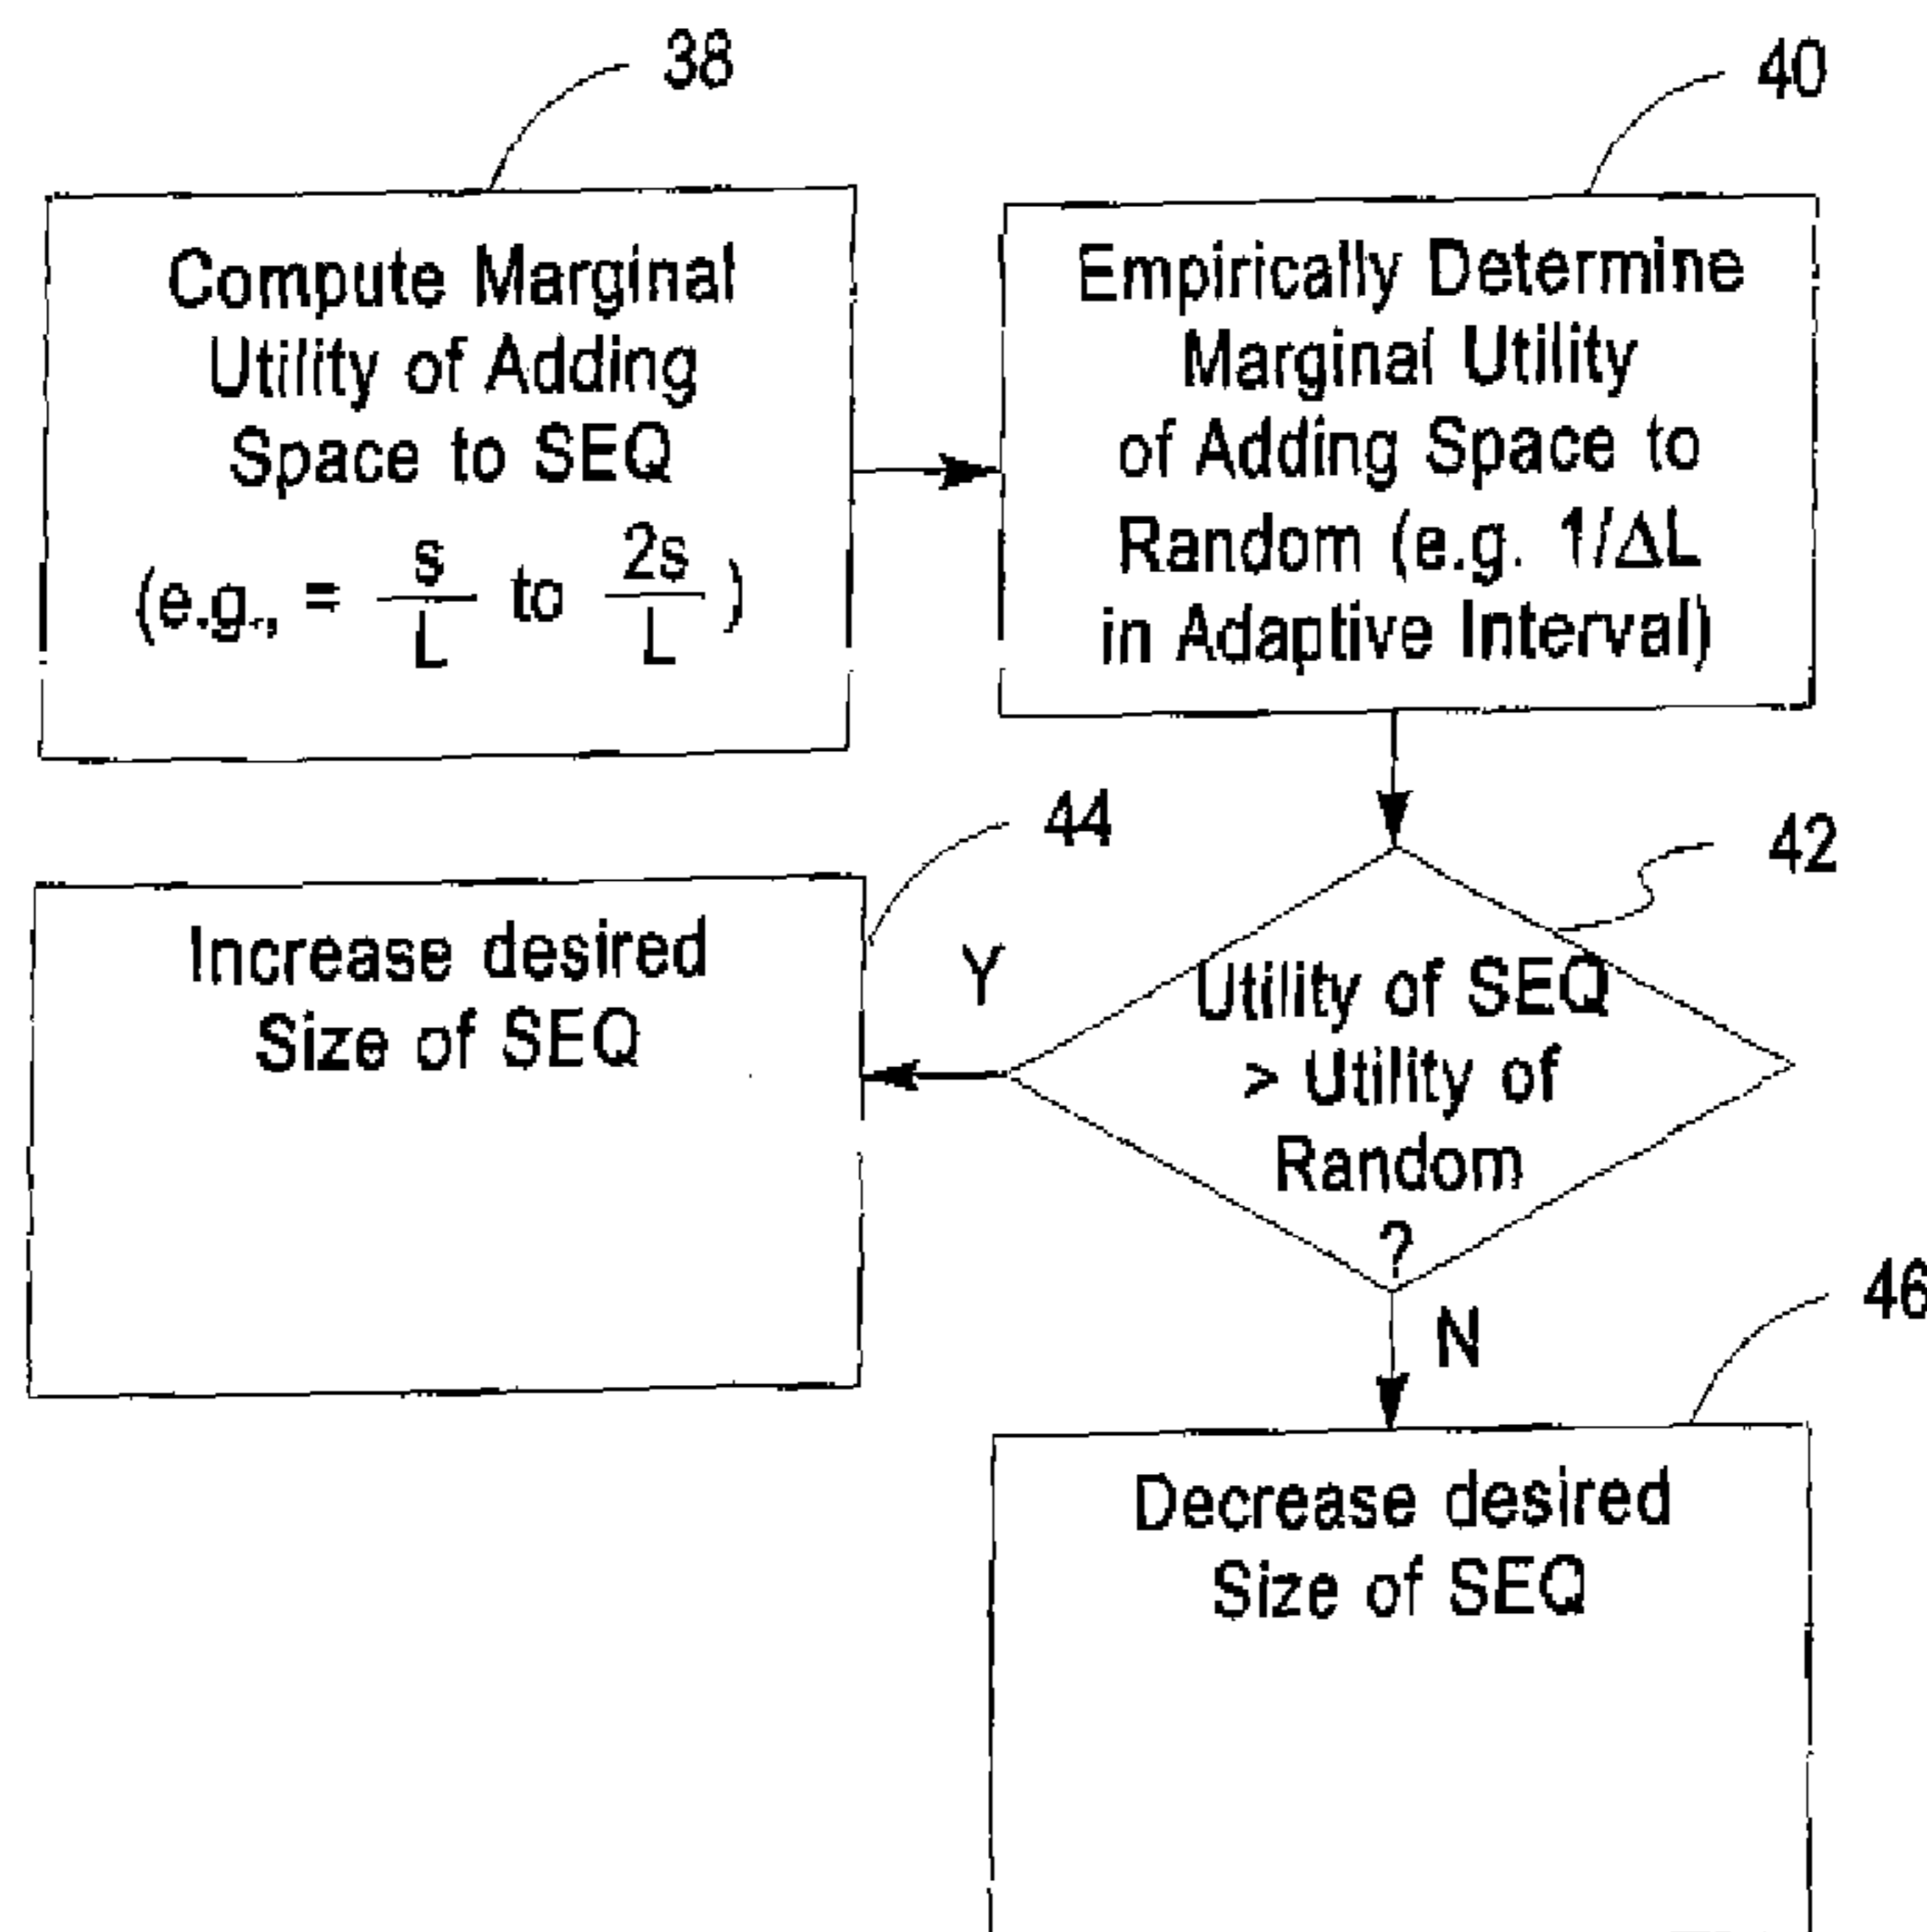 38
Compute Marginal
Utility of Adding
Space to SEQ
(e.g., = s/L to 2s/L )
40
Empirically Determine
Marginal Utility
of Adding Space to
Random (e.g. 1/ΔL
in Adaptive Interval)
42
Utility of SEQ
> Utility of
Random
?
Y
44
Increase desired
Size of SEQ
N
46
Decrease desired
Size of SEQ